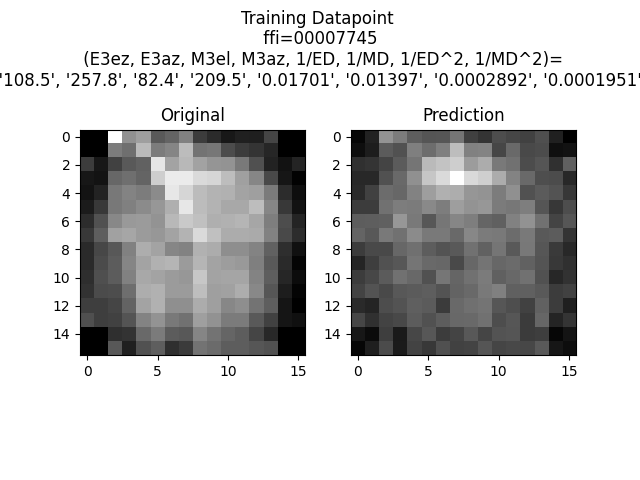 Training Datapoint
ffi=00007745
(E3ez, E3az, M3el, M3az, 1/ED, 1/MD, 1/ED^2, 1/MD^2)=
'108.5', '257.8', '82.4', '209.5', '0.01701', '0.01397', '0.0002892', '0.0001951'
Original Prediction
0 0
2 2
4 4
6 6
8 8
10 10
12 12
14 14
0 5 10 15 0 5 10 15